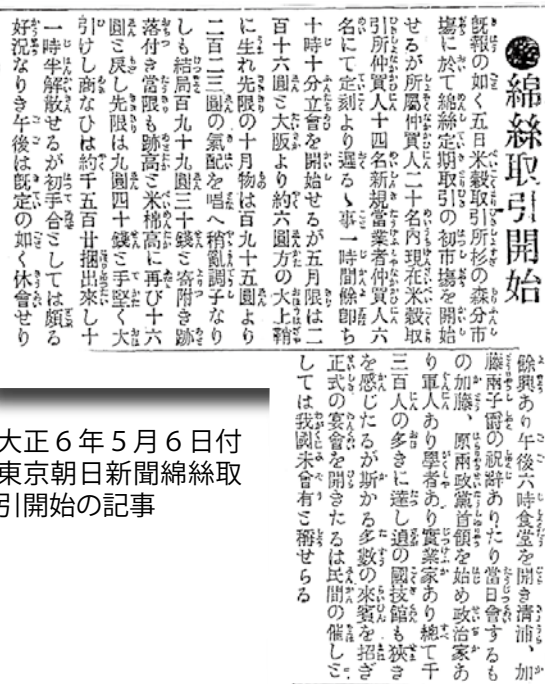 綿絲取引開始
旣報の如く五日米穀取引所杉の森分市
塲に於て綿絲定期取引の初市塲を開始
せるが所屬仲買人二十名內現在米穀取
引所仲買人十四名新規當業者仲買人六
名にて定刻より遲るゝ事一時間餘卽ち
十時十分立會を開始せるが五月限は二
百十六圓と大阪より約六圓方の大上鞘
に生れ先限の十月物は百九十五圓より
二百二三圓の氣配を唱へ稍亂調子なり
しも結局百九十九圓三十錢と寄附き跡
落付き當限も跡高と米棉高に再び十六
圓と戾し先限は九圓四十錢と手堅く大
引けし商なひは約千五百廿捆出來し十
一時半解散せるが初手合としては頗る
好況なりき午後は旣定の如く休會せり
餘興あり午後六時食堂を開き淸浦、加
藤兩子爵の祝辭ありたり當日會するも
の加藤、原兩政黨首領を始め政治家あ
り軍人あり學者あり實業家あり總て千
三百人の多きに達し逎の國技館も狹き
を感じたるが斯かる多數の來賓を招ぎ
正式の宴會を開きたるは民間の催しと
しては我國未曾有と稱せらる
大正6年5月6日付
東京朝日新聞綿絲取
引開始の記事